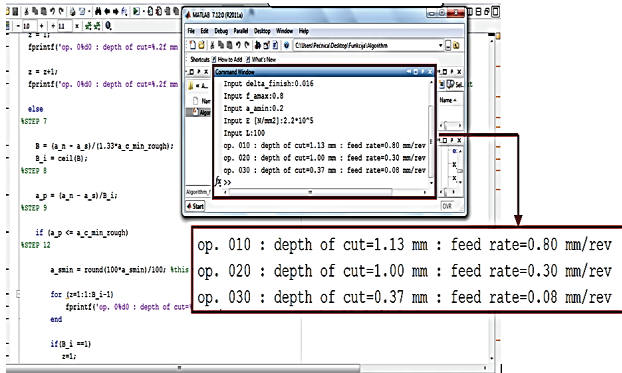 - 10 + ÷ 11 ×
z = 1;
fprintf('op. 0%d0 : depth of cut=%.2f mm
z = z+1;
fprintf('op. 0%d0 : depth of cut=%.2f mm
else
%STEP 7
B = (a_n - a_s)/(1.33*a_c_min_rough);
B_i = ceil(B);
%STEP 8
a_p = (a_n - a_s)/B_i;
%STEP 9
if (a_p <= a_c_min_rough)
%STEP 12
a_smin = round(100*a_smin)/100; %this
for (z=1:1:B_i-1)
fprintf('op. 0%d0 : depth of cut=%
end
if(B_i ==1)
z=1;
MATLAB 7.12.0 (R2011a)
File Edit Debug Parallel Desktop Window Help
C:\Users\Pecnica\Desktop\Funkcija\Algorithm
Shortcuts How to Add What's New
Command Window
Input delta_finish:0.016
Input f_amax:0.8
Input a_amin:0.2
Input E [N/mm2]:2.2*10^5
Input L:100
op. 010 : depth of cut=1.13 mm : feed rate=0.80 mm/rev
op. 020 : depth of cut=1.00 mm : feed rate=0.30 mm/rev
op. 030 : depth of cut=0.37 mm : feed rate=0.08 mm/rev
fx >>
Name
Start
OVR
op. 010 : depth of cut=1.13 mm : feed rate=0.80 mm/rev
op. 020 : depth of cut=1.00 mm : feed rate=0.30 mm/rev
op. 030 : depth of cut=0.37 mm : feed rate=0.08 mm/rev